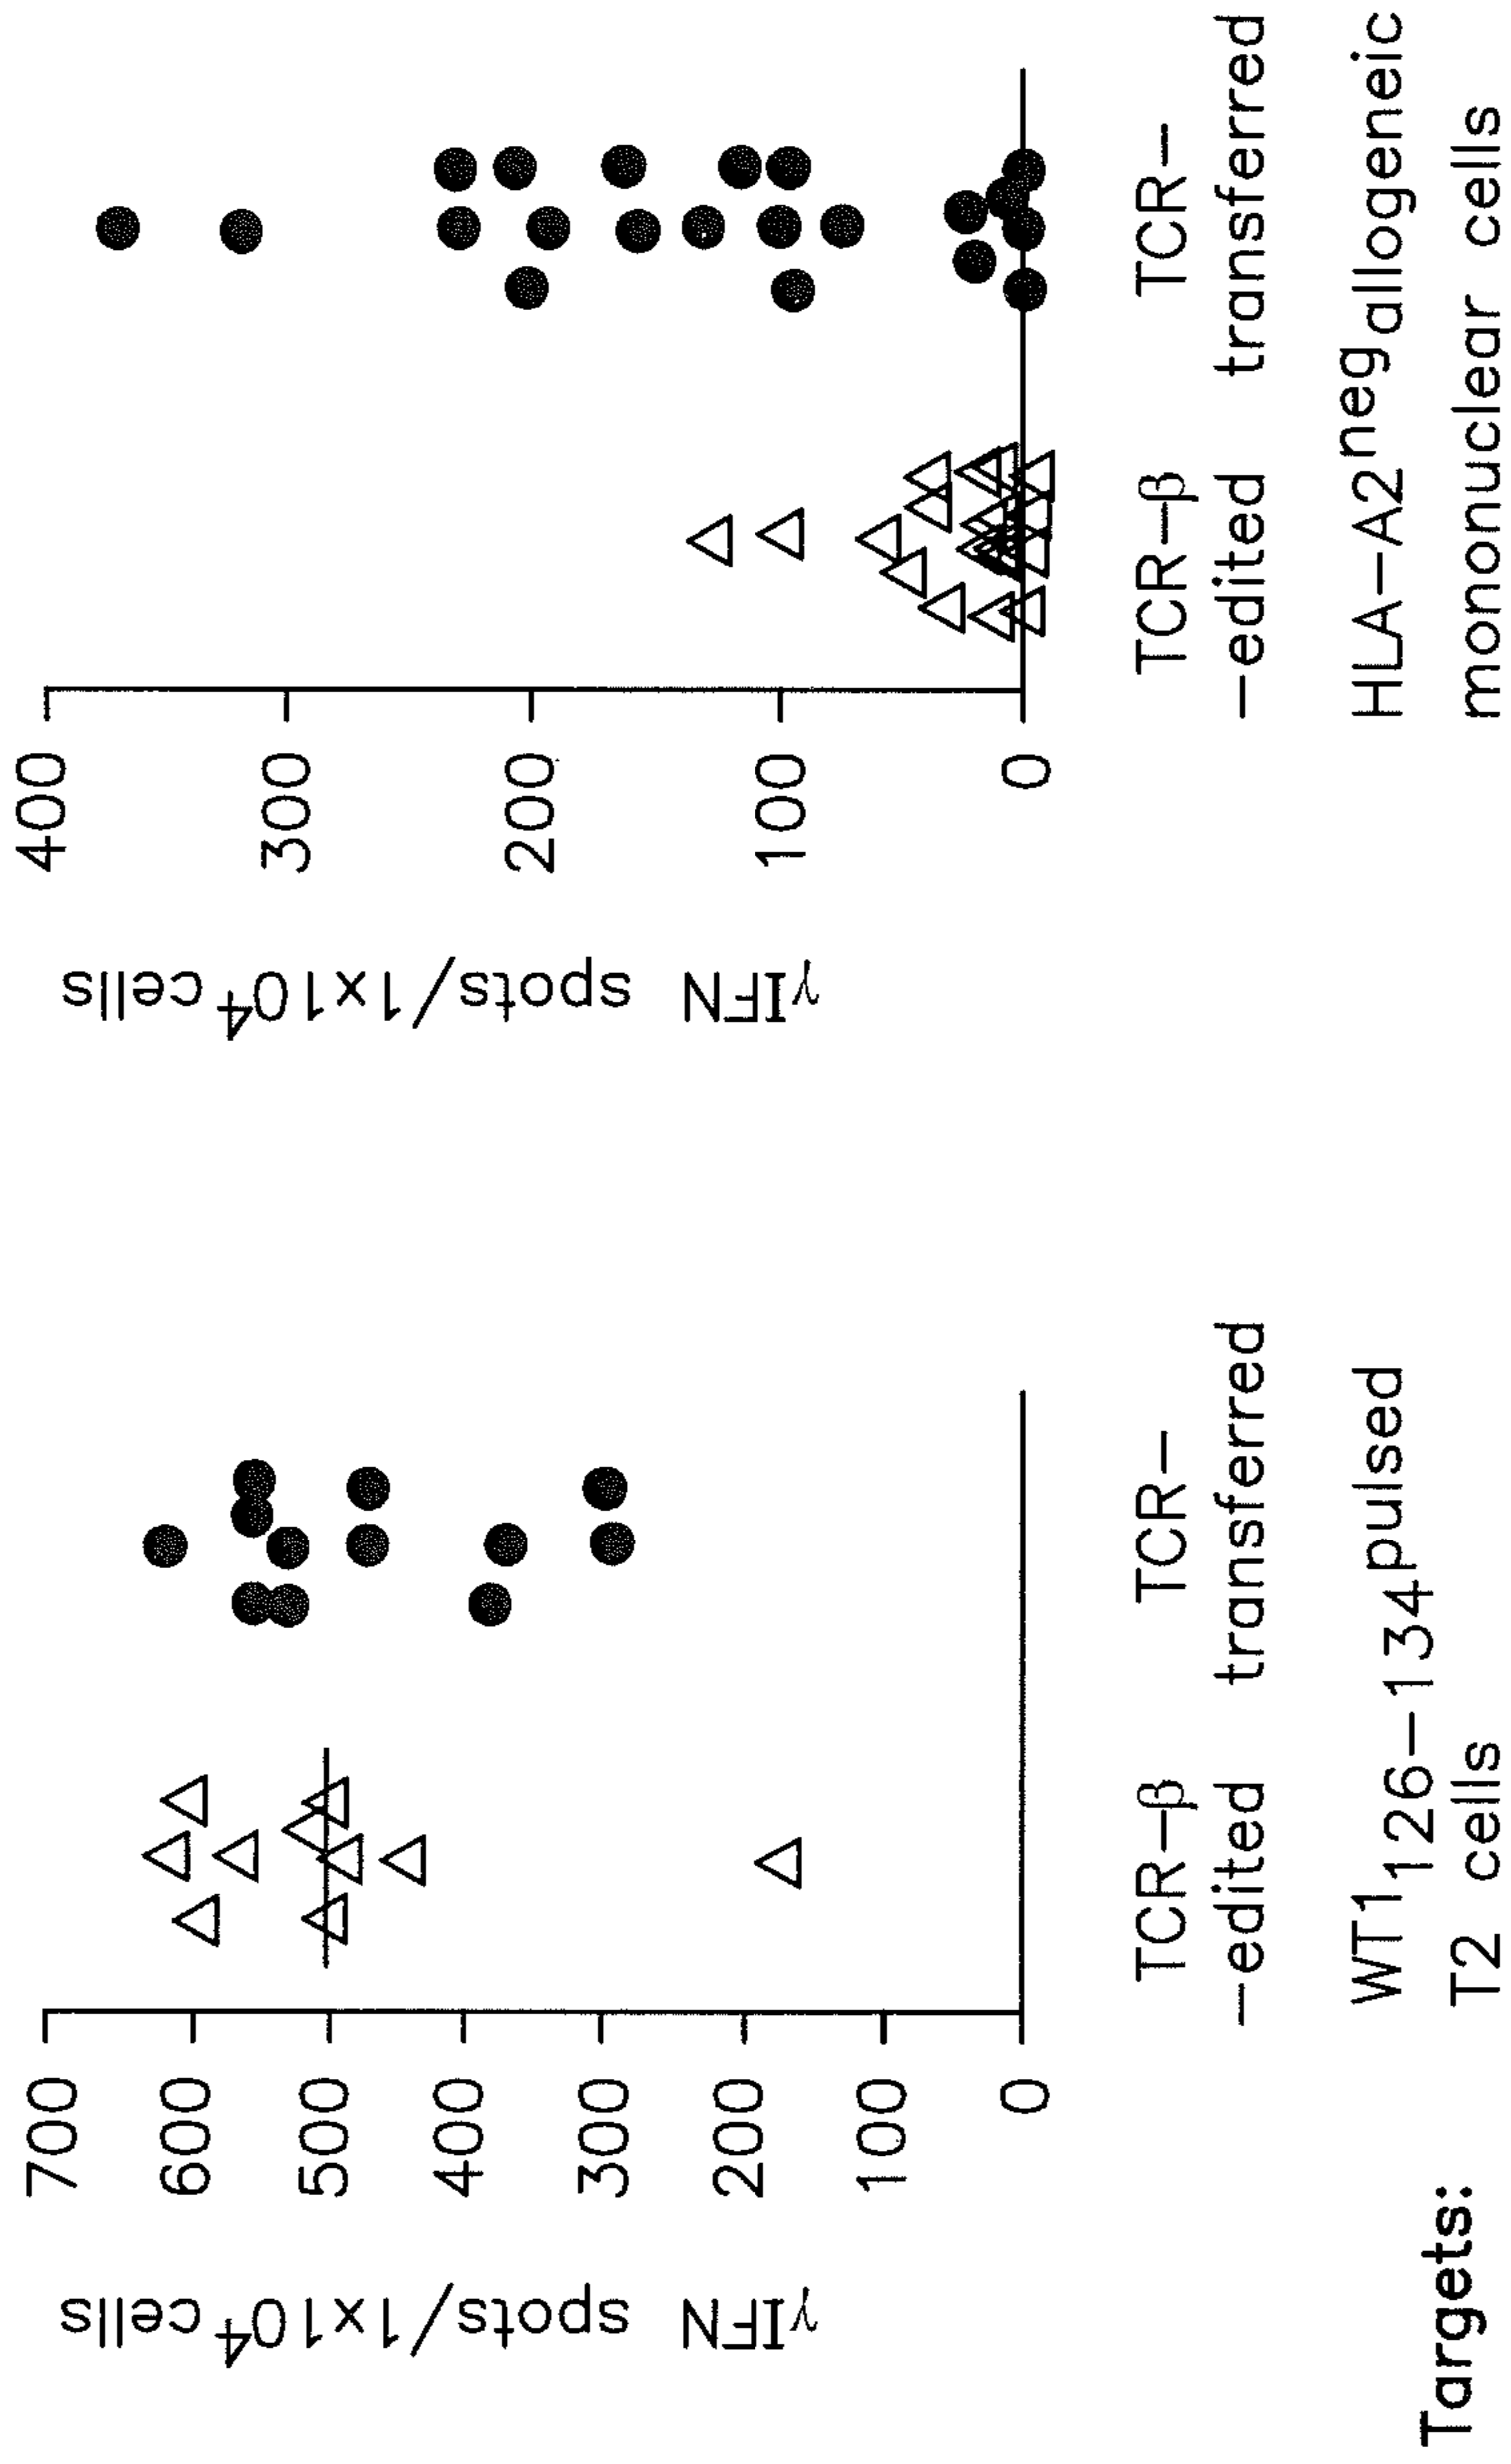 γIFN spots/1x10⁴cells
700
600
500
400
300
200
100
0
TCR-β
-edited
TCR-
transferred
WT1₁₂₆₋₁₃₄pulsed
T2 cells
Targets:
γIFN spots/1x10⁴cells
400
300
200
100
0
TCR-β
-edited
TCR-
transferred
HLA-A2ⁿᵉᵍallogeneic
mononuclear cells